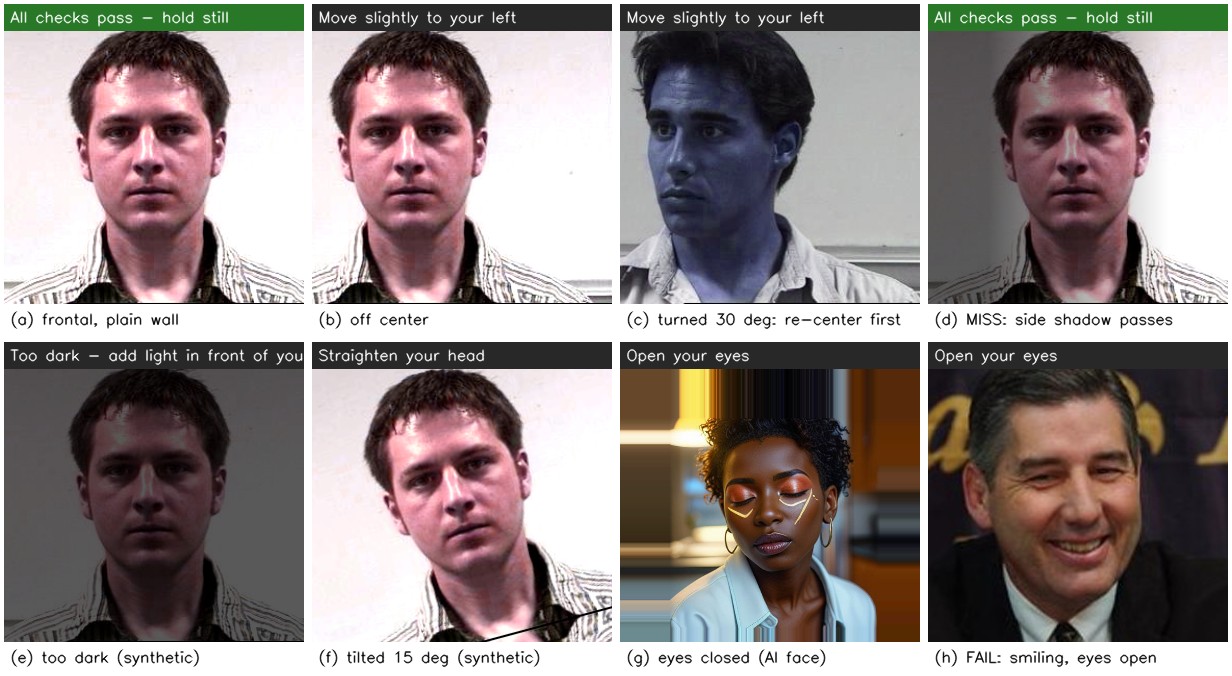 All checks pass – hold still
Move slightly to your left
Move slightly to your left
All checks pass – hold still
(a) frontal, plain wall
(b) off center
(c) turned 30 deg: re-center first
(d) MISS: side shadow passes
Too dark – add light in front of you
Straighten your head
Open your eyes
Open your eyes
(e) too dark (synthetic)
(f) tilted 15 deg (synthetic)
(g) eyes closed (AI face)
(h) FAIL: smiling, eyes open